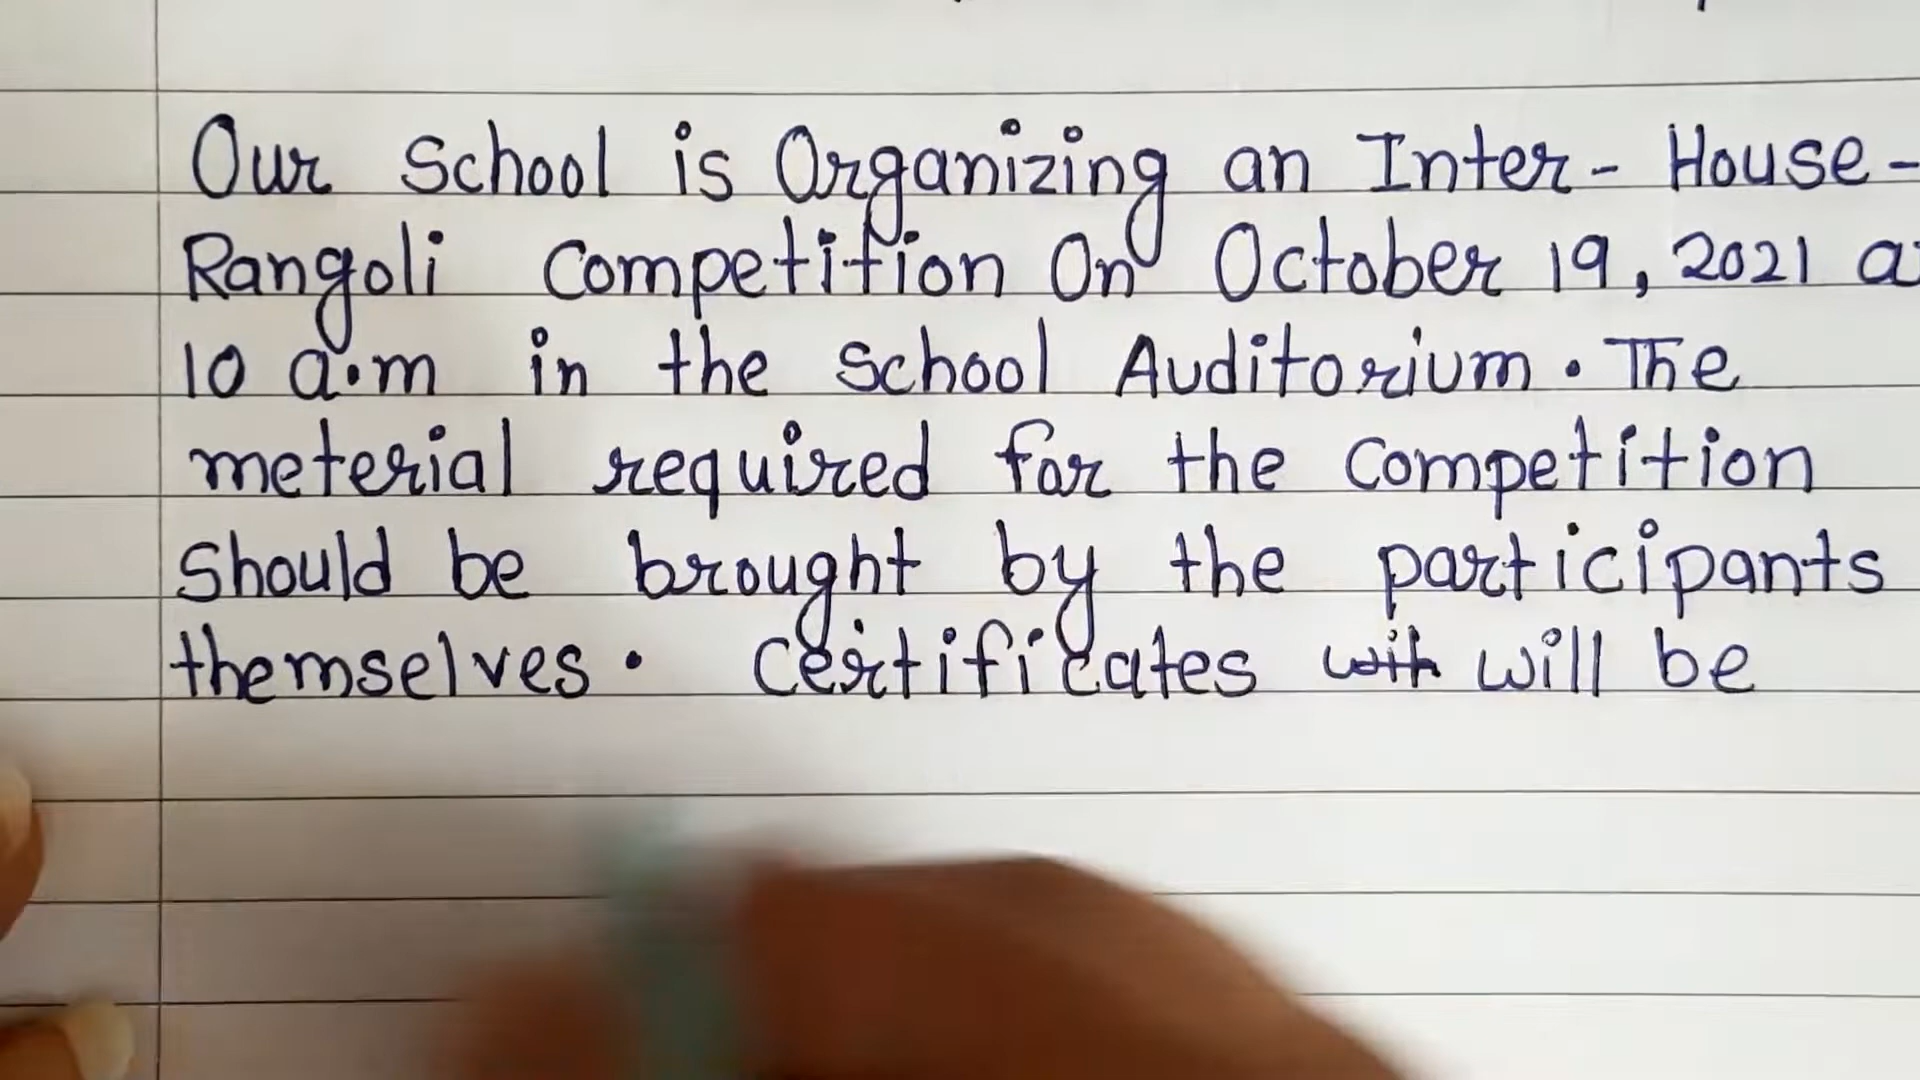 Our School is Organizing an Inter - House -
Rangoli Competition On October 19, 2021
10 a.m in the School Auditorium. The
meterial required for the Competition
Should be brought by the participants
themselves. Certificates will be